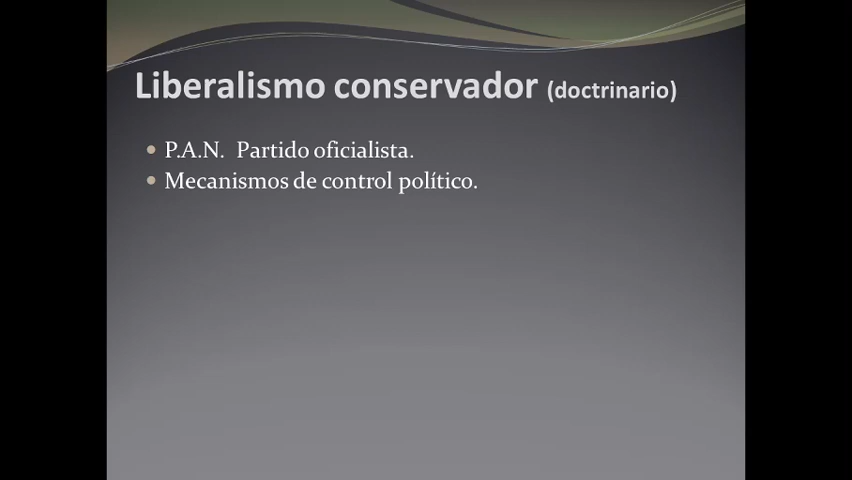 Liberalismo conservador (doctrinario)
P.A.N. Partido oficialista.
Mecanismos de control político.